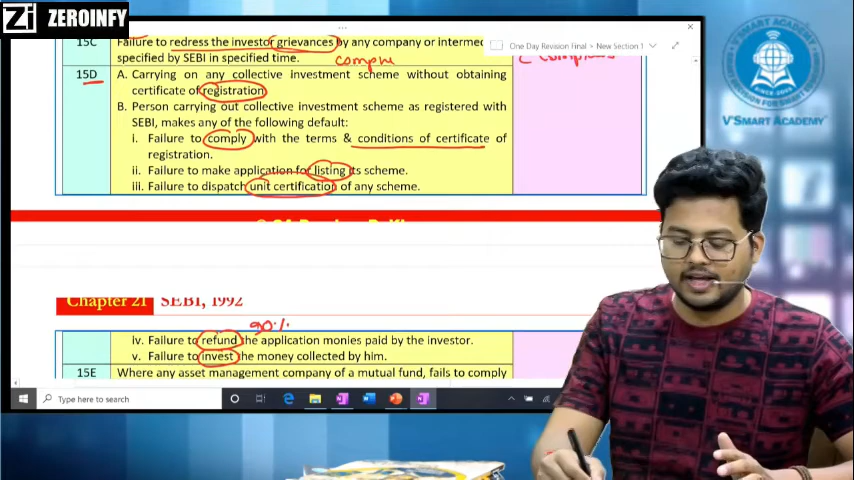 Zi ZEROINFY
15C Failure to redress the investor grievances by any company or intermed
specified by SEBI in specified time.
One Day Revision Final > New Section 1
15D A. Carrying on any collective investment scheme without obtaining
certificate of registration
B. Person carrying out collective investment scheme as registered with
SEBI, makes any of the following default:
i. Failure to comply with the terms & conditions of certificate of
registration.
ii. Failure to make application for listing its scheme.
iii. Failure to dispatch unit certification of any scheme.
V'SMART ACADEMY
Chapter 21 SEBI, 1992
90%
iv. Failure to refund the application monies paid by the investor.
v. Failure to invest the money collected by him.
15E Where any asset management company of a mutual fund, fails to comply
Type here to search